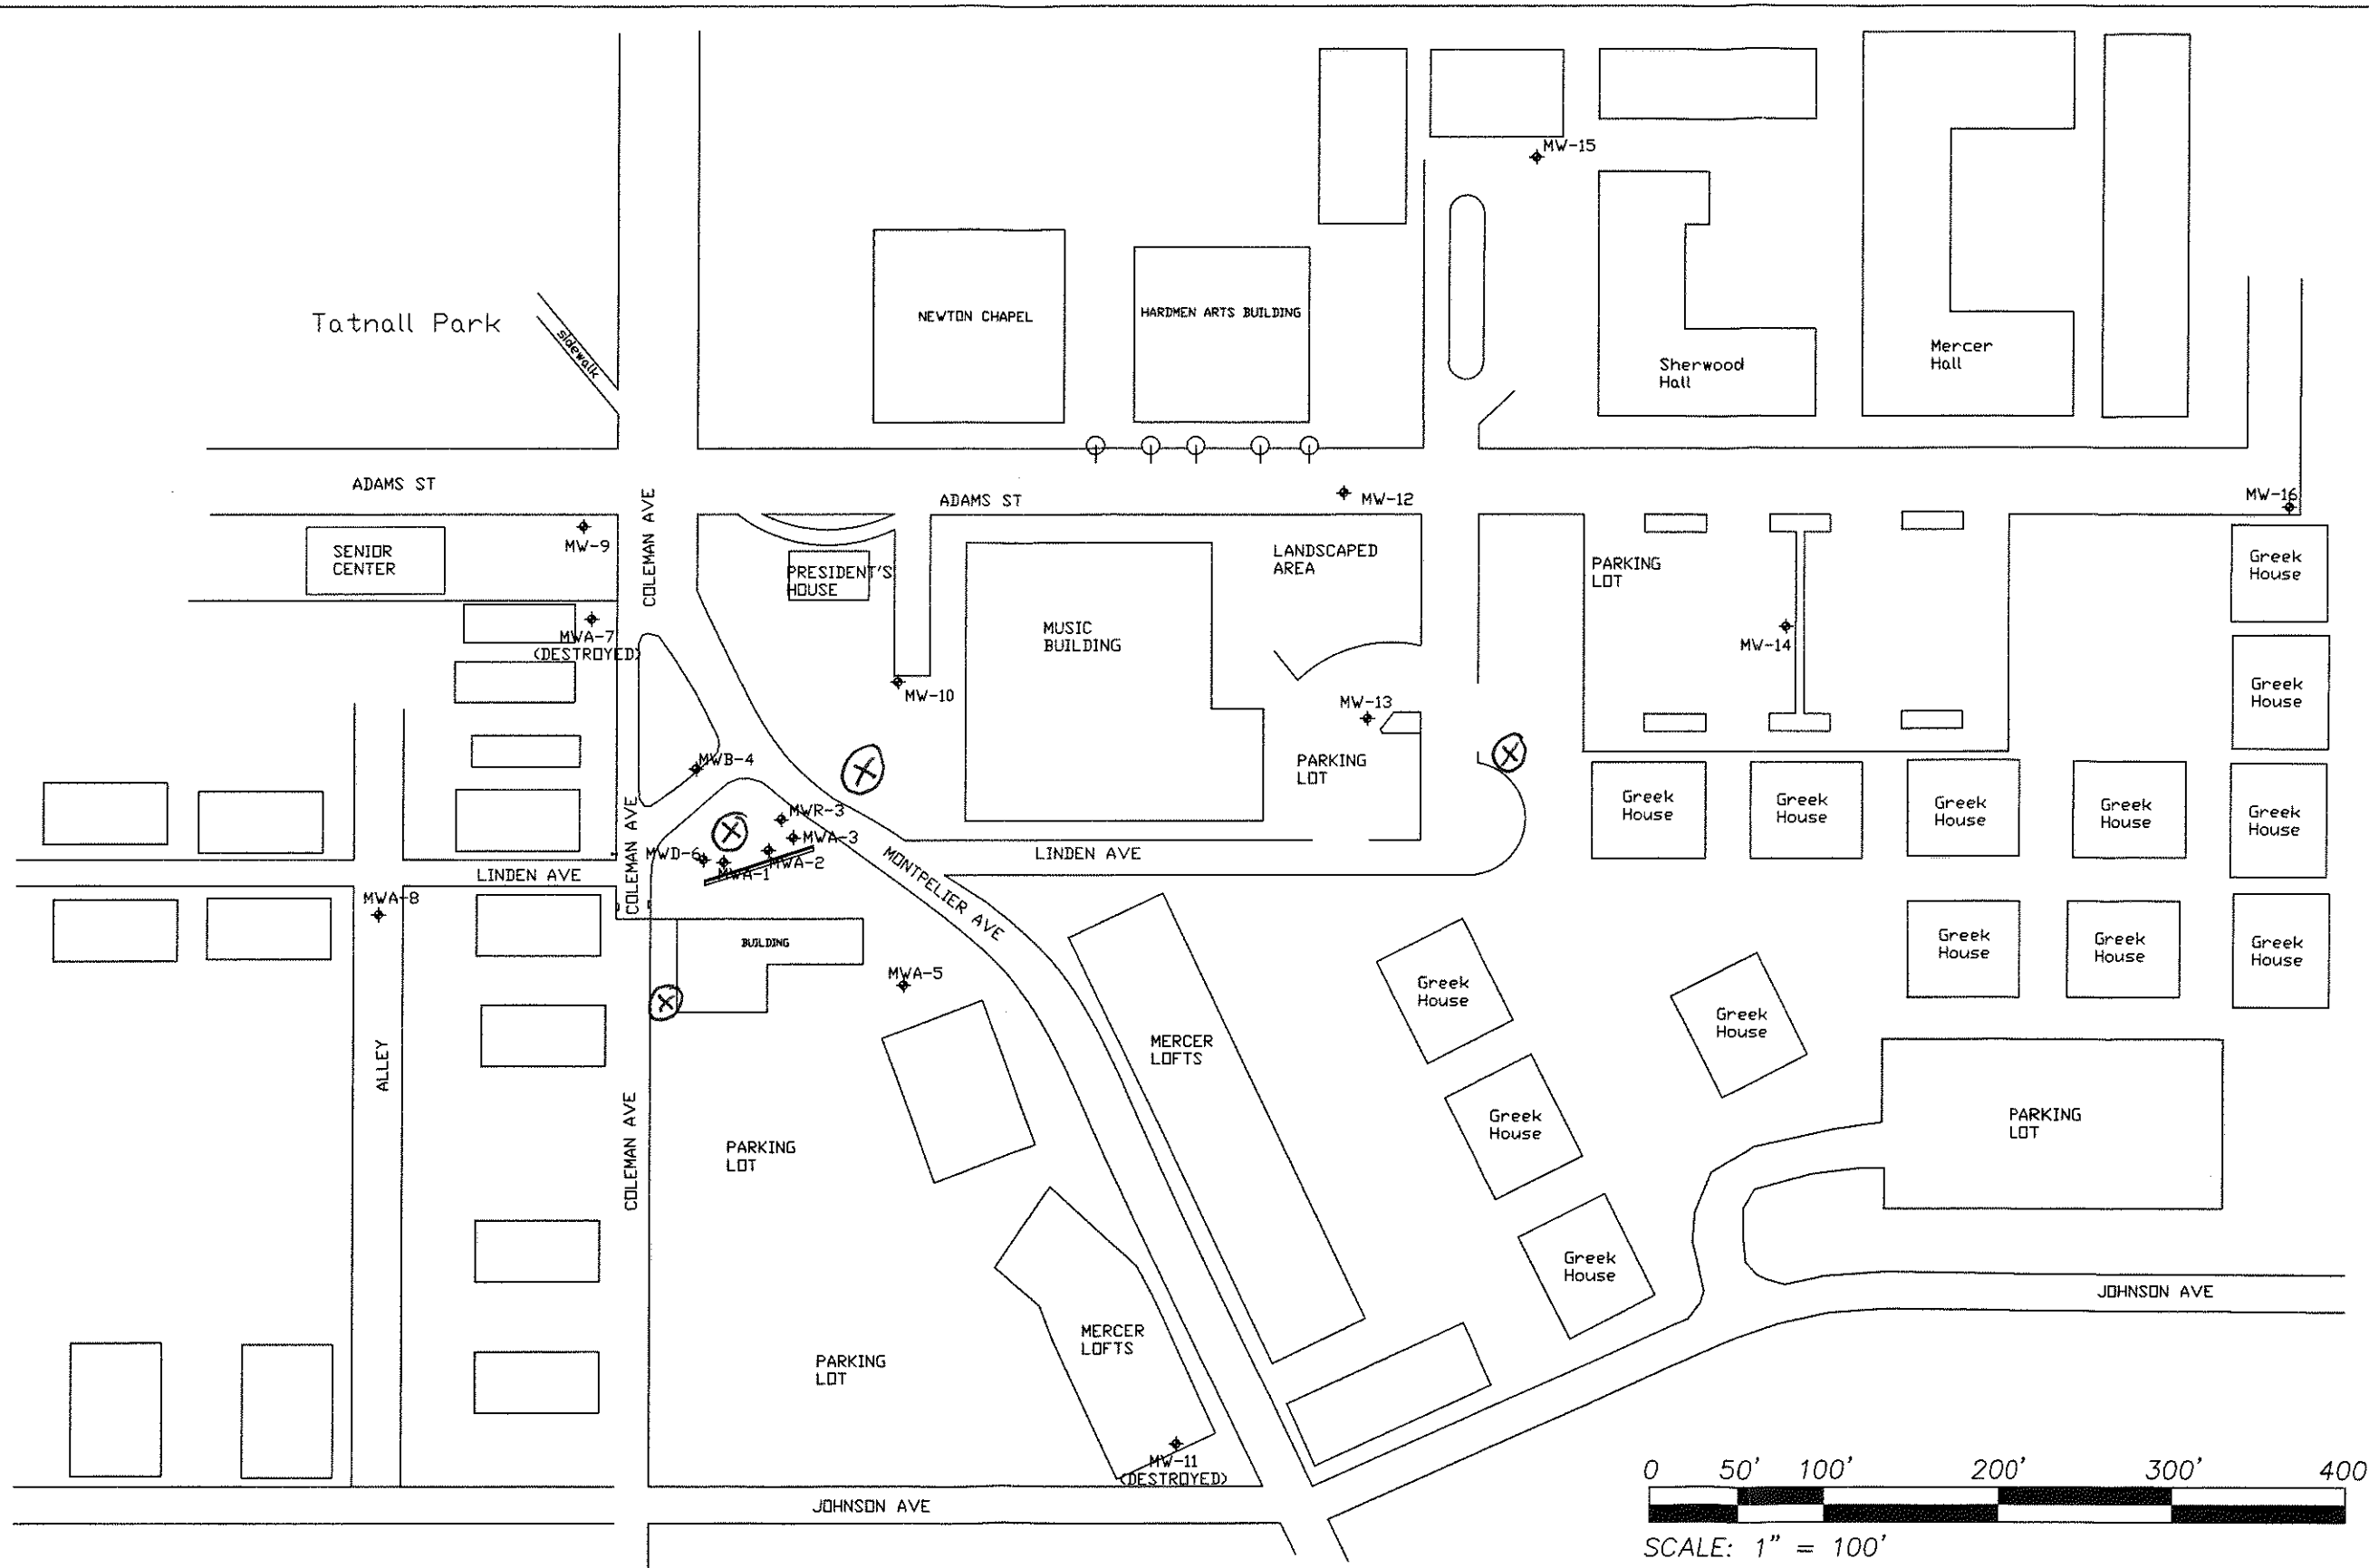 MW-15
Tatnall Park
sidewalk
NEWTON CHAPEL
HARDMEN ARTS BUILDING
Sherwood
Hall
Mercer
Hall
ADAMS ST
COLEMAN AVE
ADAMS ST
MW-12
MW-16
MW-9
SENIOR
CENTER
PRESIDENT'S
HOUSE
LANDSCAPED
AREA
PARKING
LOT
Greek
House
MWA-7
(DESTROYED)
MUSIC
BUILDING
MW-14
MW-10
MW-13
Greek
House
MWB-4
PARKING
LOT
COLEMAN AVE
MWR-3
MWA-3
MWD-6
MWA-2
MWA-1
MONTPELIER AVE
LINDEN AVE
LINDEN AVE
Greek
House
Greek
House
Greek
House
Greek
House
Greek
House
MWA-8
BUILDING
MWA-5
Greek
House
Greek
House
Greek
House
Greek
House
Greek
House
ALLEY
COLEMAN AVE
MERCER
LOFTS
PARKING
LOT
Greek
House
PARKING
LOT
Greek
House
JOHNSON AVE
MERCER
LOFTS
PARKING
LOT
MW-11
(DESTROYED)
JOHNSON AVE
0 50' 100' 200' 300' 400
SCALE: 1" = 100'